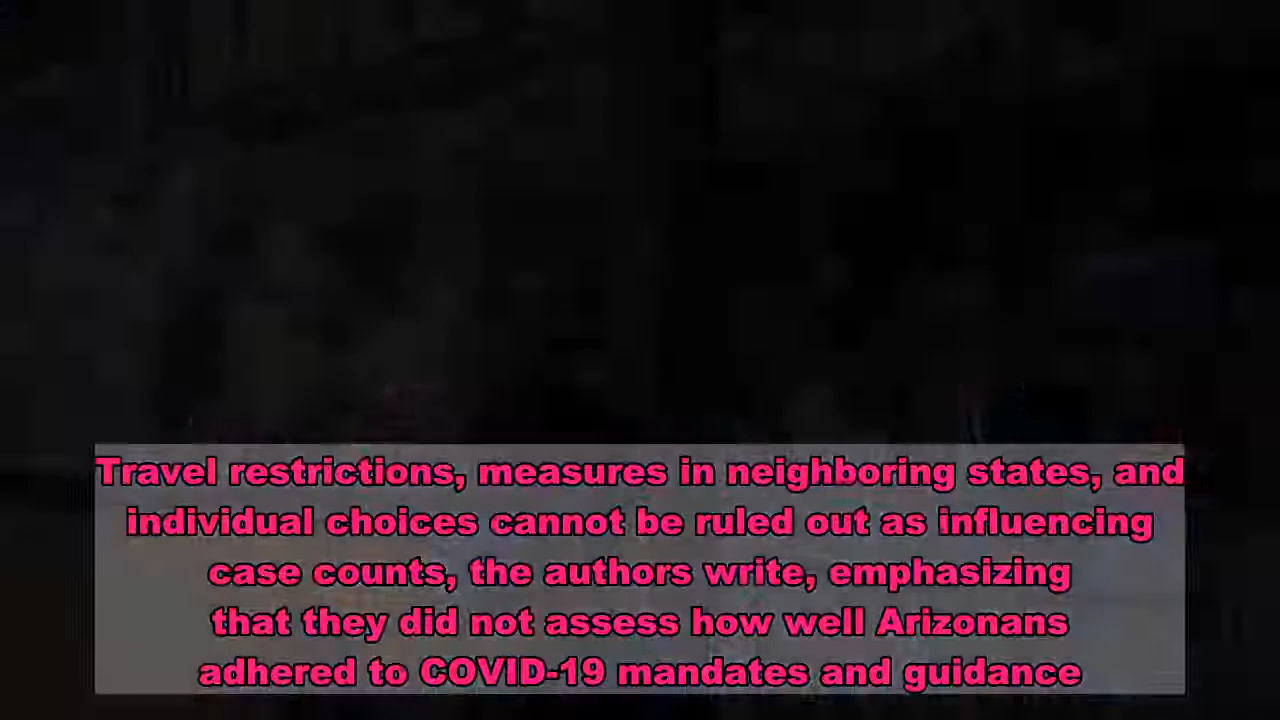 Travel restrictions, measures in neighboring states, and
individual choices cannot be ruled out as influencing
case counts, the authors write, emphasizing
that they did not assess how well Arizonans
adhered to COVID-19 mandates and guidance